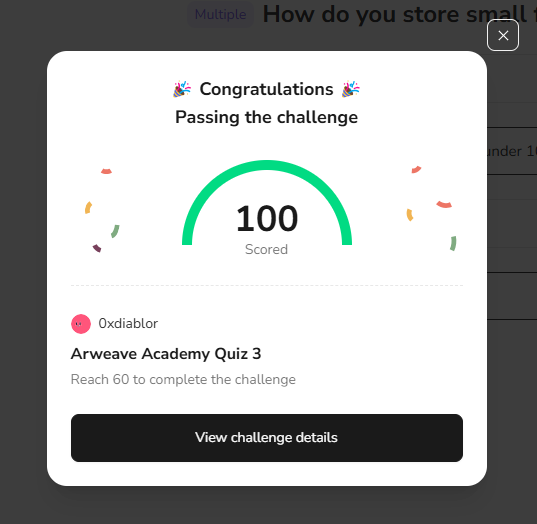 Multiple How do you store small f
Congratulations
Passing the challenge
under 10
100
Scored
0xdiablor
Arweave Academy Quiz 3
Reach 60 to complete the challenge
View challenge details